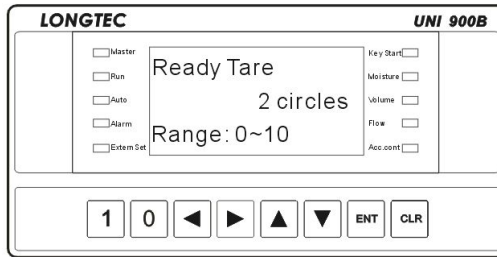 LONGTEC UNI 900B
Master
Run
Auto
Alarm
Extern Set
Ready Tare
2 circles
Range: 0~10
Key Start
Moisture
Volume
Flow
Acc.cont
1 0 ◀ ▶ ▲ ▼ ENT CLR